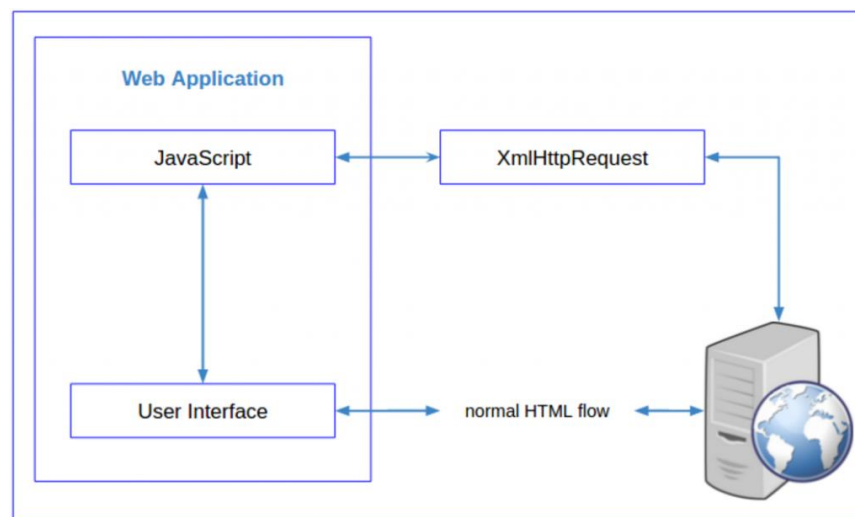 Web Application
JavaScript
XmlHttpRequest
User Interface
normal HTML flow